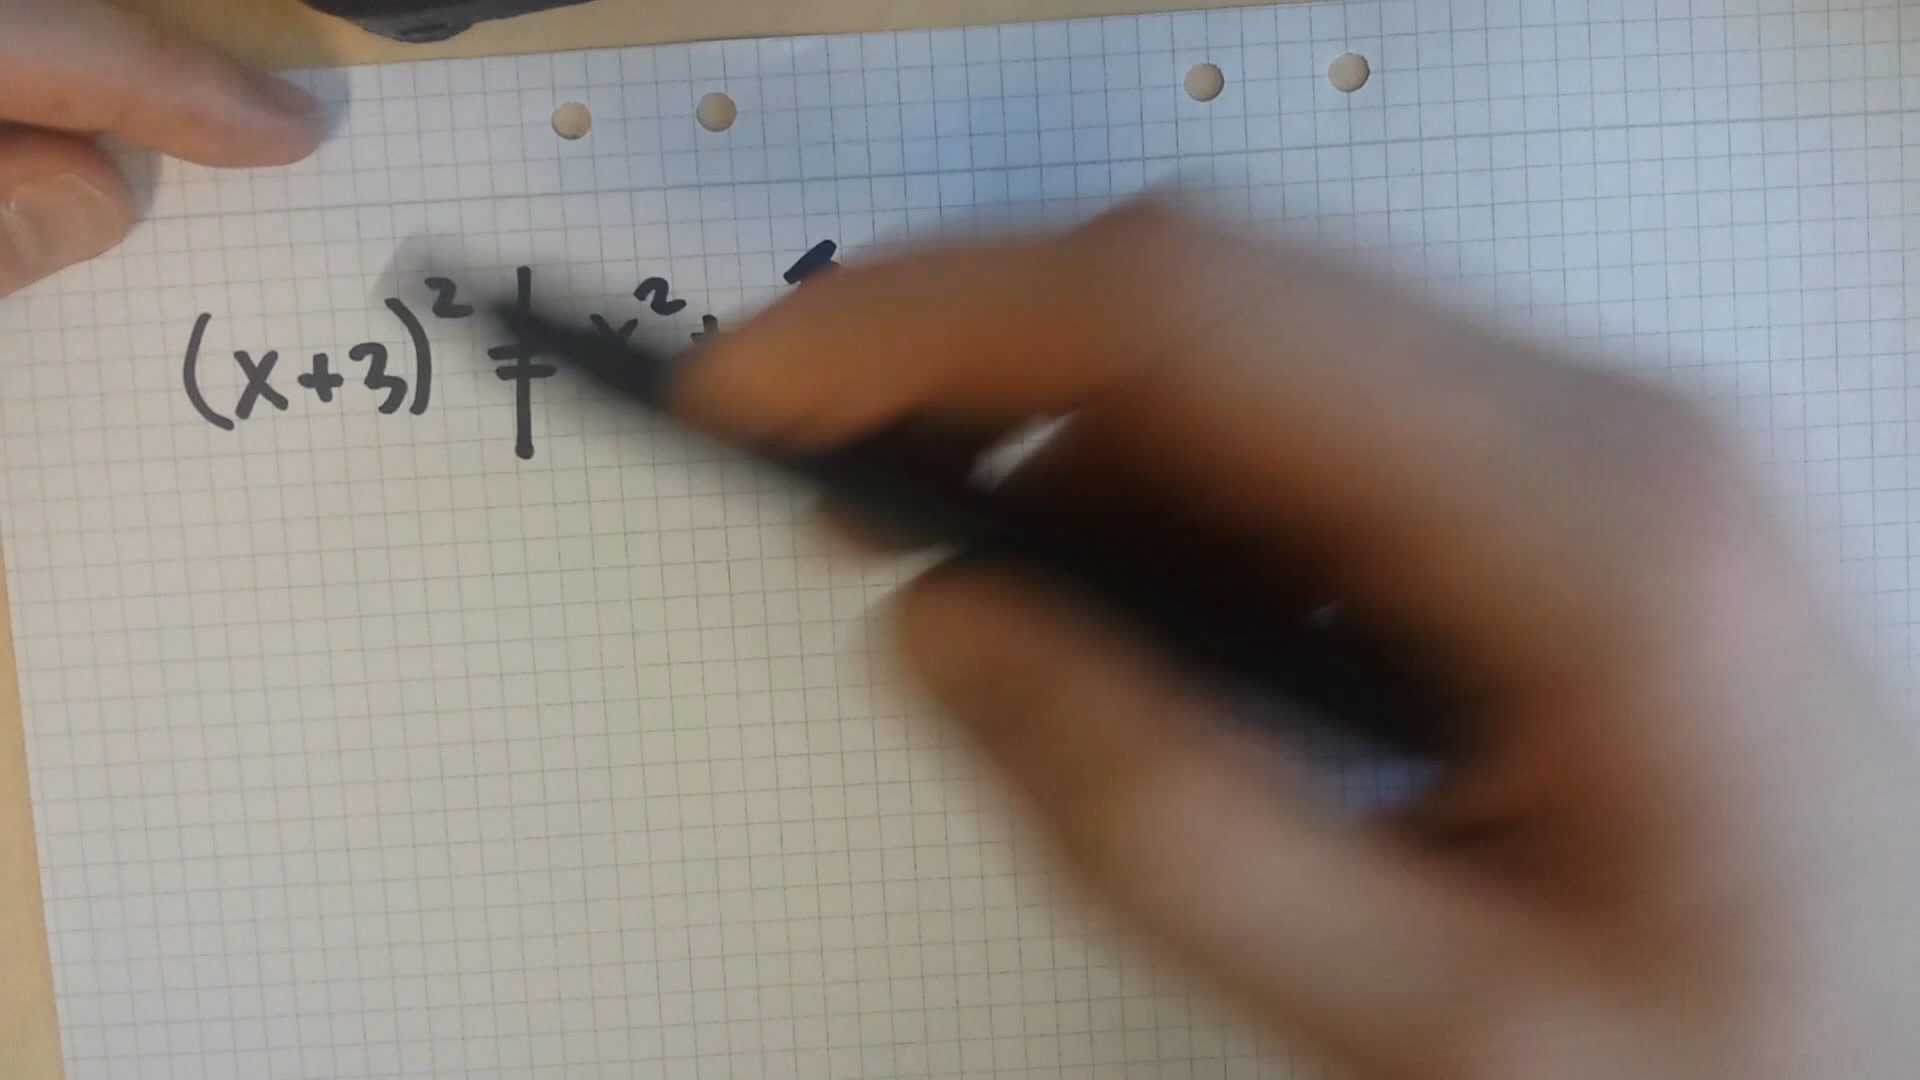 (x+3)² ≠ x² +